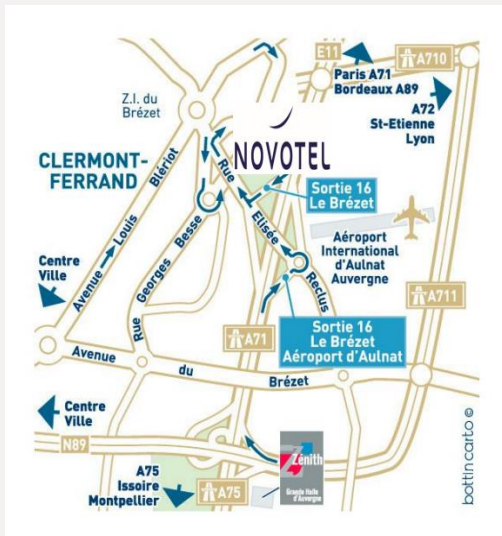 E11
A710
Paris A71
Bordeaux A89
A72
St-Etienne
Lyon
Z.I. du
Brézet
NOVOTEL
CLERMONT-
FERRAND
Sortie 16
Le Brézet
Rue Elisée Reclus
Avenue Louis Blériot
Rue Georges Besse
Aéroport
International
d'Aulnat
Auvergne
Centre
Ville
A711
A71
Sortie 16
Le Brézet
Aéroport d'Aulnat
Avenue du Brézet
Centre
Ville
N89
Zénith
Grande Halle
d'Auvergne
A75
Issoire
Montpellier
A75
bottin carto ©